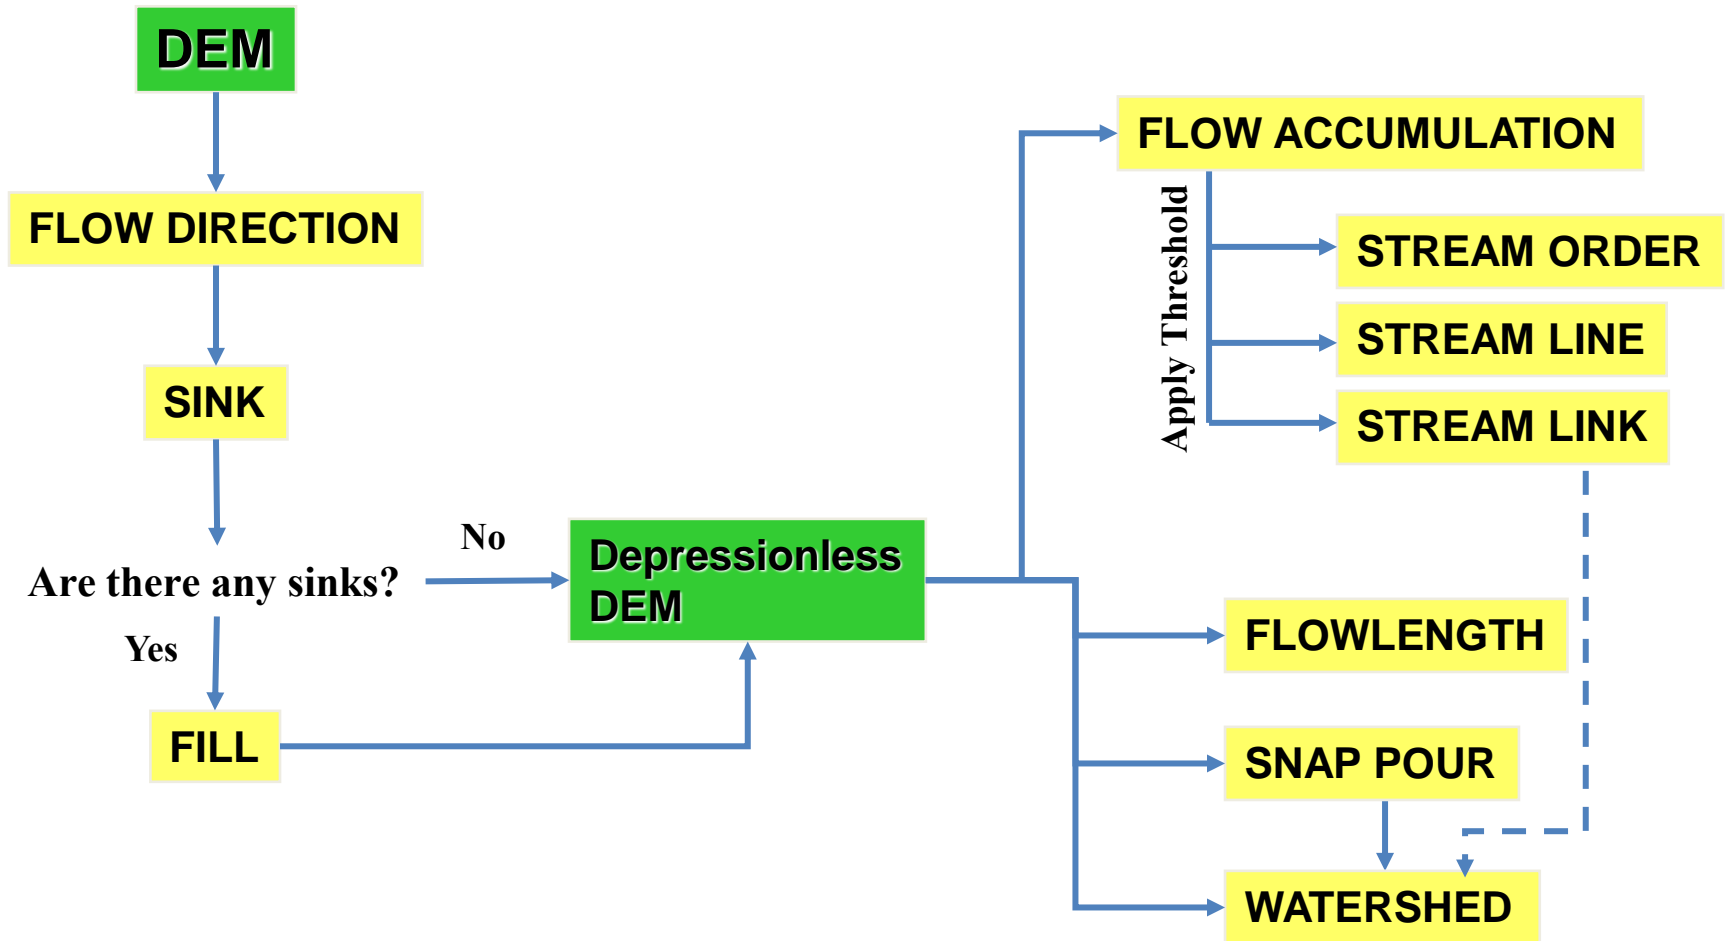 DEM
FLOW DIRECTION
SINK
Are there any sinks?
Yes
No
FILL
Depressionless
DEM
FLOW ACCUMULATION
Apply Threshold
STREAM ORDER
STREAM LINE
STREAM LINK
FLOWLENGTH
SNAP POUR
WATERSHED